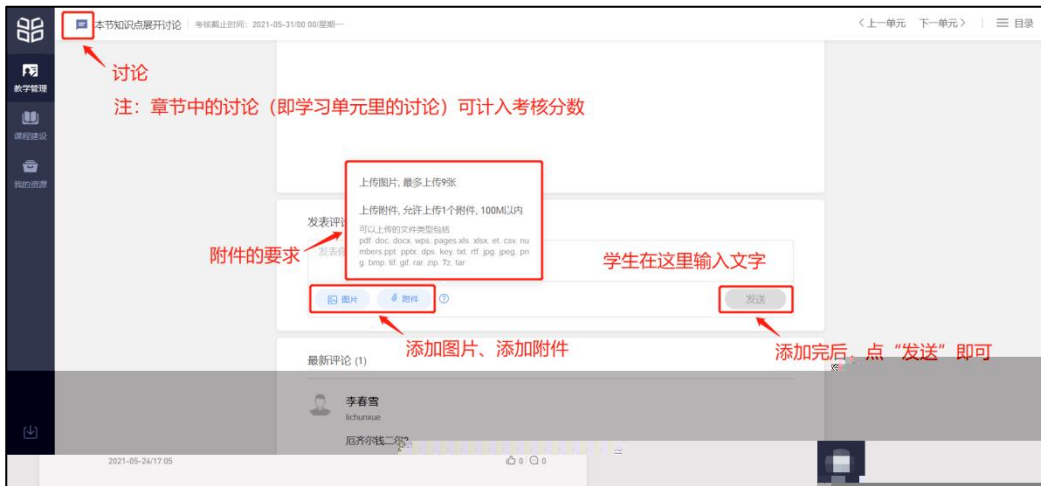 本节知识点展开讨论
考核截止时间：2021-05-31/00:00/星期一
<上一单元 下一单元>
目录
教学管理
课程建设
我的资源
讨论
注：章节中的讨论（即学习单元里的讨论）可计入考核分数
上传图片, 最多上传9张
上传附件, 允许上传1个附件, 100M以内
可以上传的文件类型包括
pdf .doc .docx .wps .pages.xls .xlsx .et .csv .nu
mbers.ppt .pptx .dps .key .txt .rtf .jpg .jpeg .pn
g .bmp .tif .gif .rar .zip .7z .tar
附件的要求
发表评
学生在这里输入文字
图片
附件
发送
添加图片、添加附件
添加完后，点“发送”即可
最新评论 (1)
李春雪
lichunxue
2021-05-24/17:05
0
0